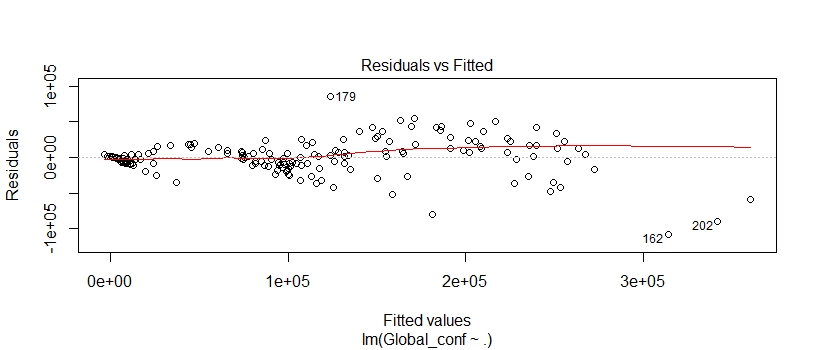 Residuals vs Fitted
Residuals
1e+05
0e+00
-1e+05
179
202
162
0e+00 1e+05 2e+05 3e+05
Fitted values
lm(Global_conf ~ .)